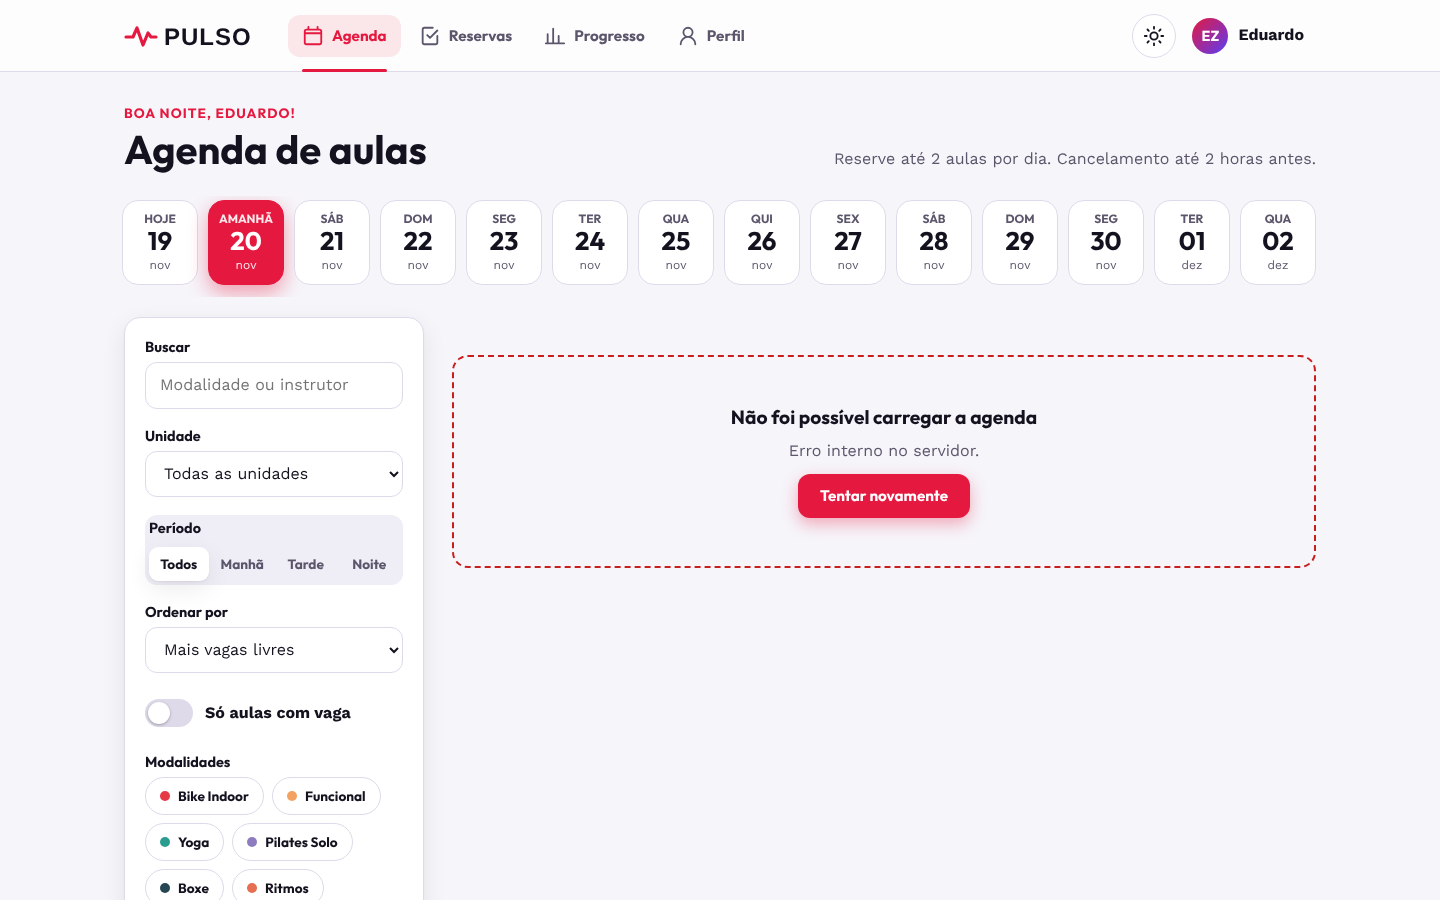 PULSO
Agenda
Reservas
Progresso
Perfil
EZ
Eduardo
BOA NOITE, EDUARDO!
Agenda de aulas
Reserve até 2 aulas por dia. Cancelamento até 2 horas antes.
HOJE
19
nov
AMANHÃ
20
nov
SÁB
21
nov
DOM
22
nov
SEG
23
nov
TER
24
nov
QUA
25
nov
QUI
26
nov
SEX
27
nov
SÁB
28
nov
DOM
29
nov
SEG
30
nov
TER
01
dez
QUA
02
dez
Buscar
Modalidade ou instrutor
Unidade
Todas as unidades
Período
Todos
Manhã
Tarde
Noite
Ordenar por
Mais vagas livres
Só aulas com vaga
Modalidades
Bike Indoor
Funcional
Yoga
Pilates Solo
Boxe
Ritmos
Não foi possível carregar a agenda
Erro interno no servidor.
Tentar novamente